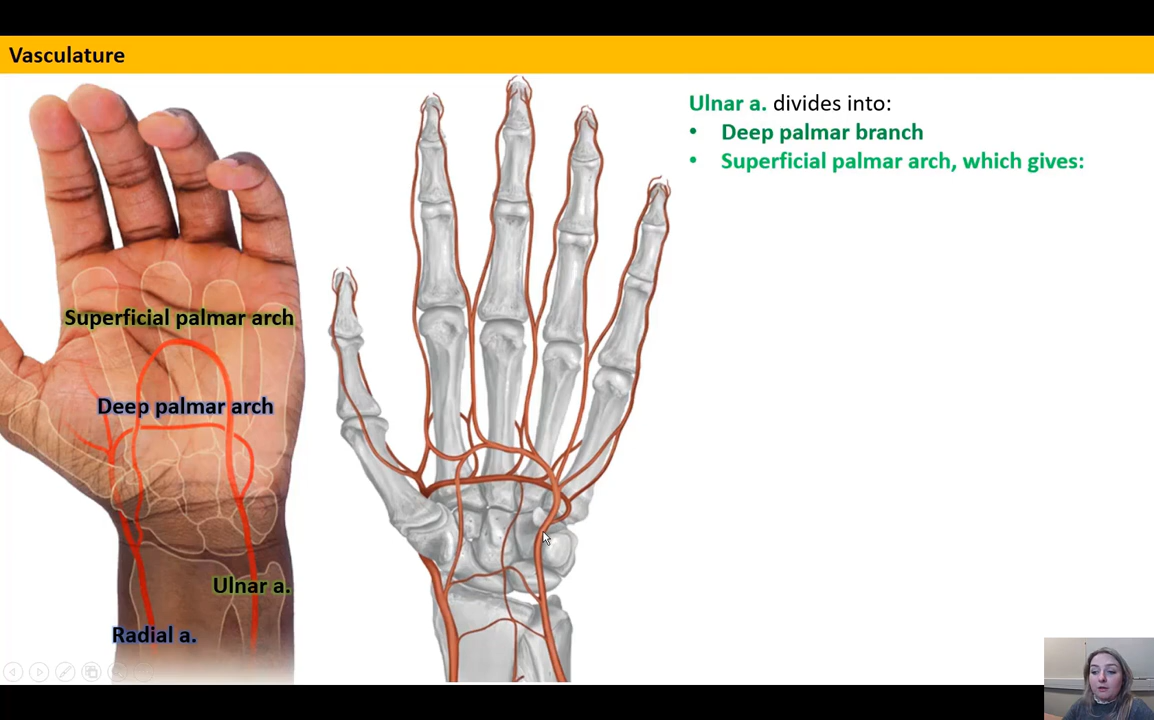 Vasculature
Ulnar a. divides into:
• Deep palmar branch
• Superficial palmar arch, which gives:
Superficial palmar arch
Deep palmar arch
Ulnar a.
Radial a.